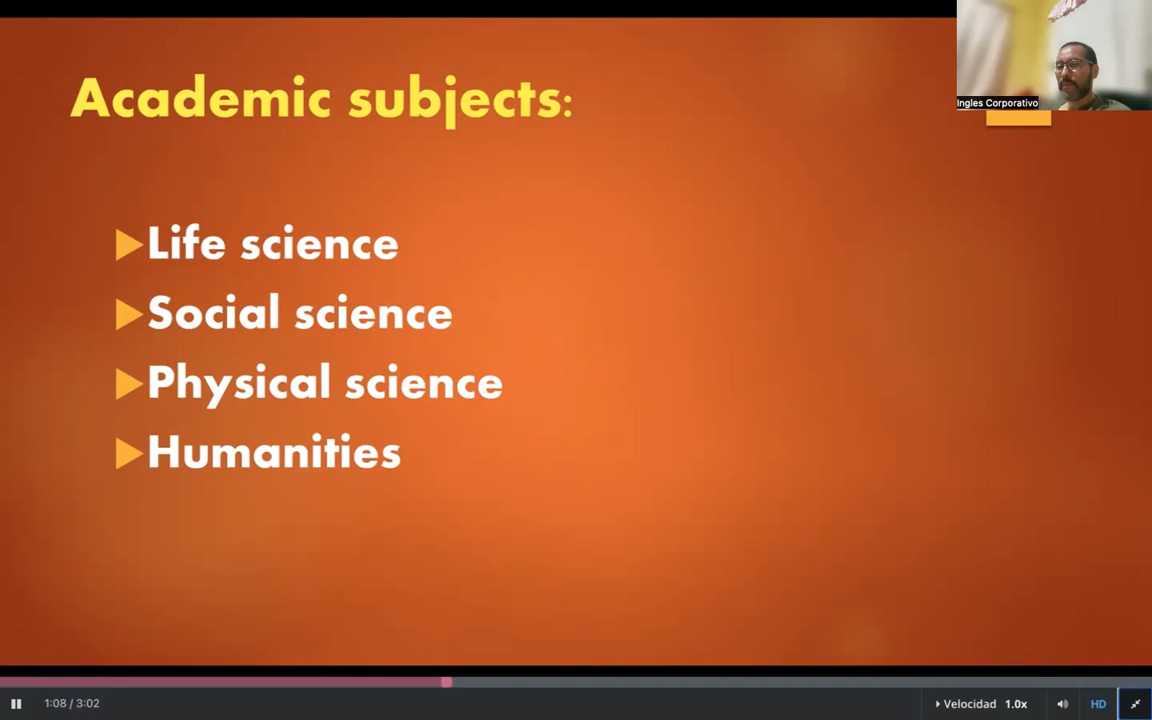 Academic subjects:
Ingles Corporativo
Life science
Social science
Physical science
Humanities
1:08 / 3:02
Velocidad 1.0x
HD